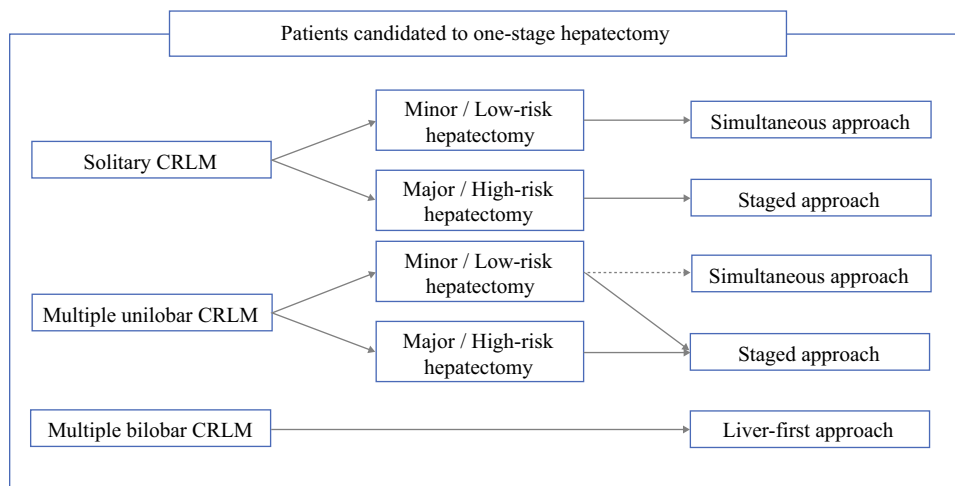 Patients candidated to one-stage hepatectomy
Solitary CRLM
Minor / Low-risk
hepatectomy
Simultaneous approach
Major / High-risk
hepatectomy
Staged approach
Multiple unilobar CRLM
Minor / Low-risk
hepatectomy
Simultaneous approach
Major / High-risk
hepatectomy
Staged approach
Multiple bilobar CRLM
Liver-first approach